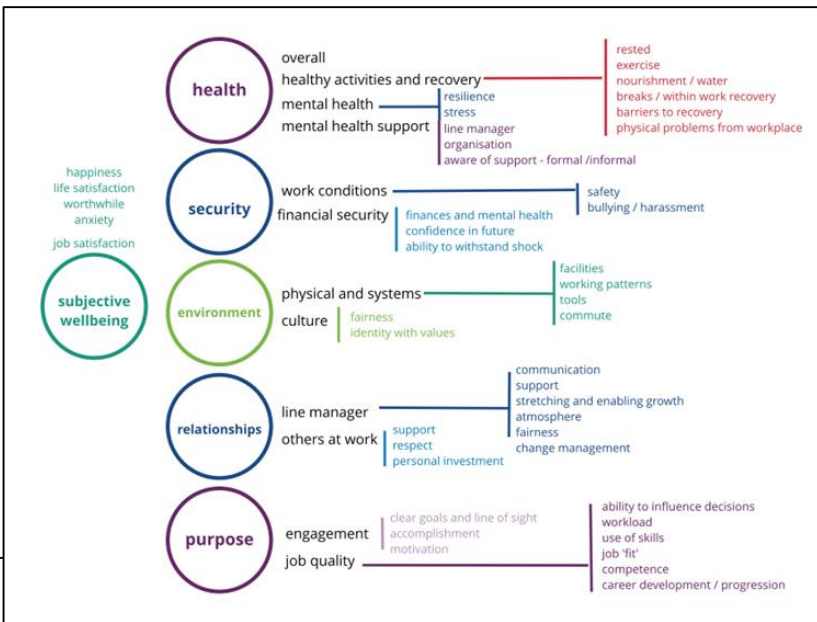 happiness
life satisfaction
worthwhile
anxiety
job satisfaction
subjective
wellbeing
health
overall
healthy activities and recovery
rested
exercise
nourishment / water
breaks / within work recovery
barriers to recovery
physical problems from workplace
mental health
resilience
stress
mental health support
line manager
organisation
aware of support - formal /informal
security
work conditions
safety
bullying / harassment
financial security
finances and mental health
confidence in future
ability to withstand shock
environment
physical and systems
facilities
working patterns
tools
commute
culture
fairness
identity with values
relationships
line manager
communication
support
stretching and enabling growth
atmosphere
fairness
change management
others at work
support
respect
personal investment
purpose
engagement
clear goals and line of sight
accomplishment
motivation
job quality
ability to influence decisions
workload
use of skills
job 'fit'
competence
career development / progression